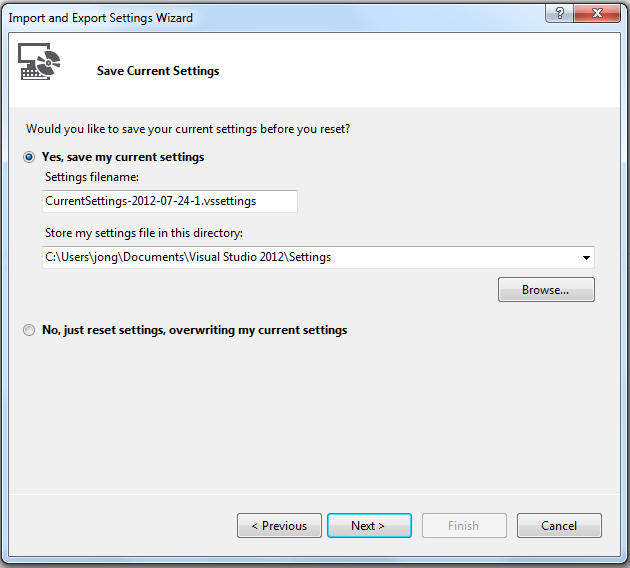 Import and Export Settings Wizard
?
Save Current Settings
Would you like to save your current settings before you reset?
Yes, save my current settings
Settings filename:
CurrentSettings-2012-07-24-1.vssettings
Store my settings file in this directory:
C:\Users\jong\Documents\Visual Studio 2012\Settings
Browse...
No, just reset settings, overwriting my current settings
< Previous Next > Finish Cancel